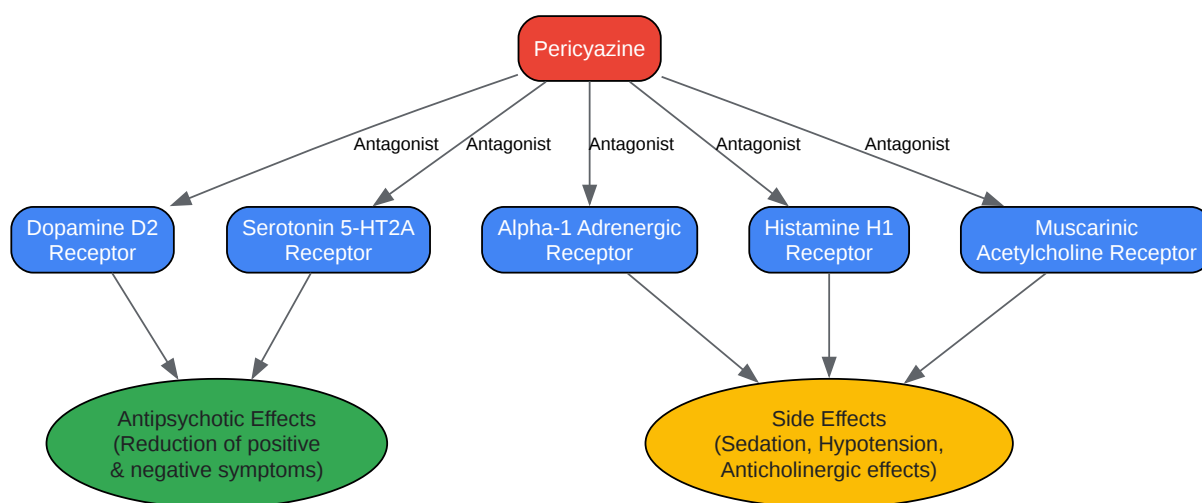 Pericyazine
Antagonist
Antagonist
Antagonist
Antagonist
Antagonist
Dopamine D2
Receptor
Serotonin 5-HT2A
Receptor
Alpha-1 Adrenergic
Receptor
Histamine H1
Receptor
Muscarinic
Acetylcholine Receptor
Antipsychotic Effects
(Reduction of positive
& negative symptoms)
Side Effects
(Sedation, Hypotension,
Anticholinergic effects)